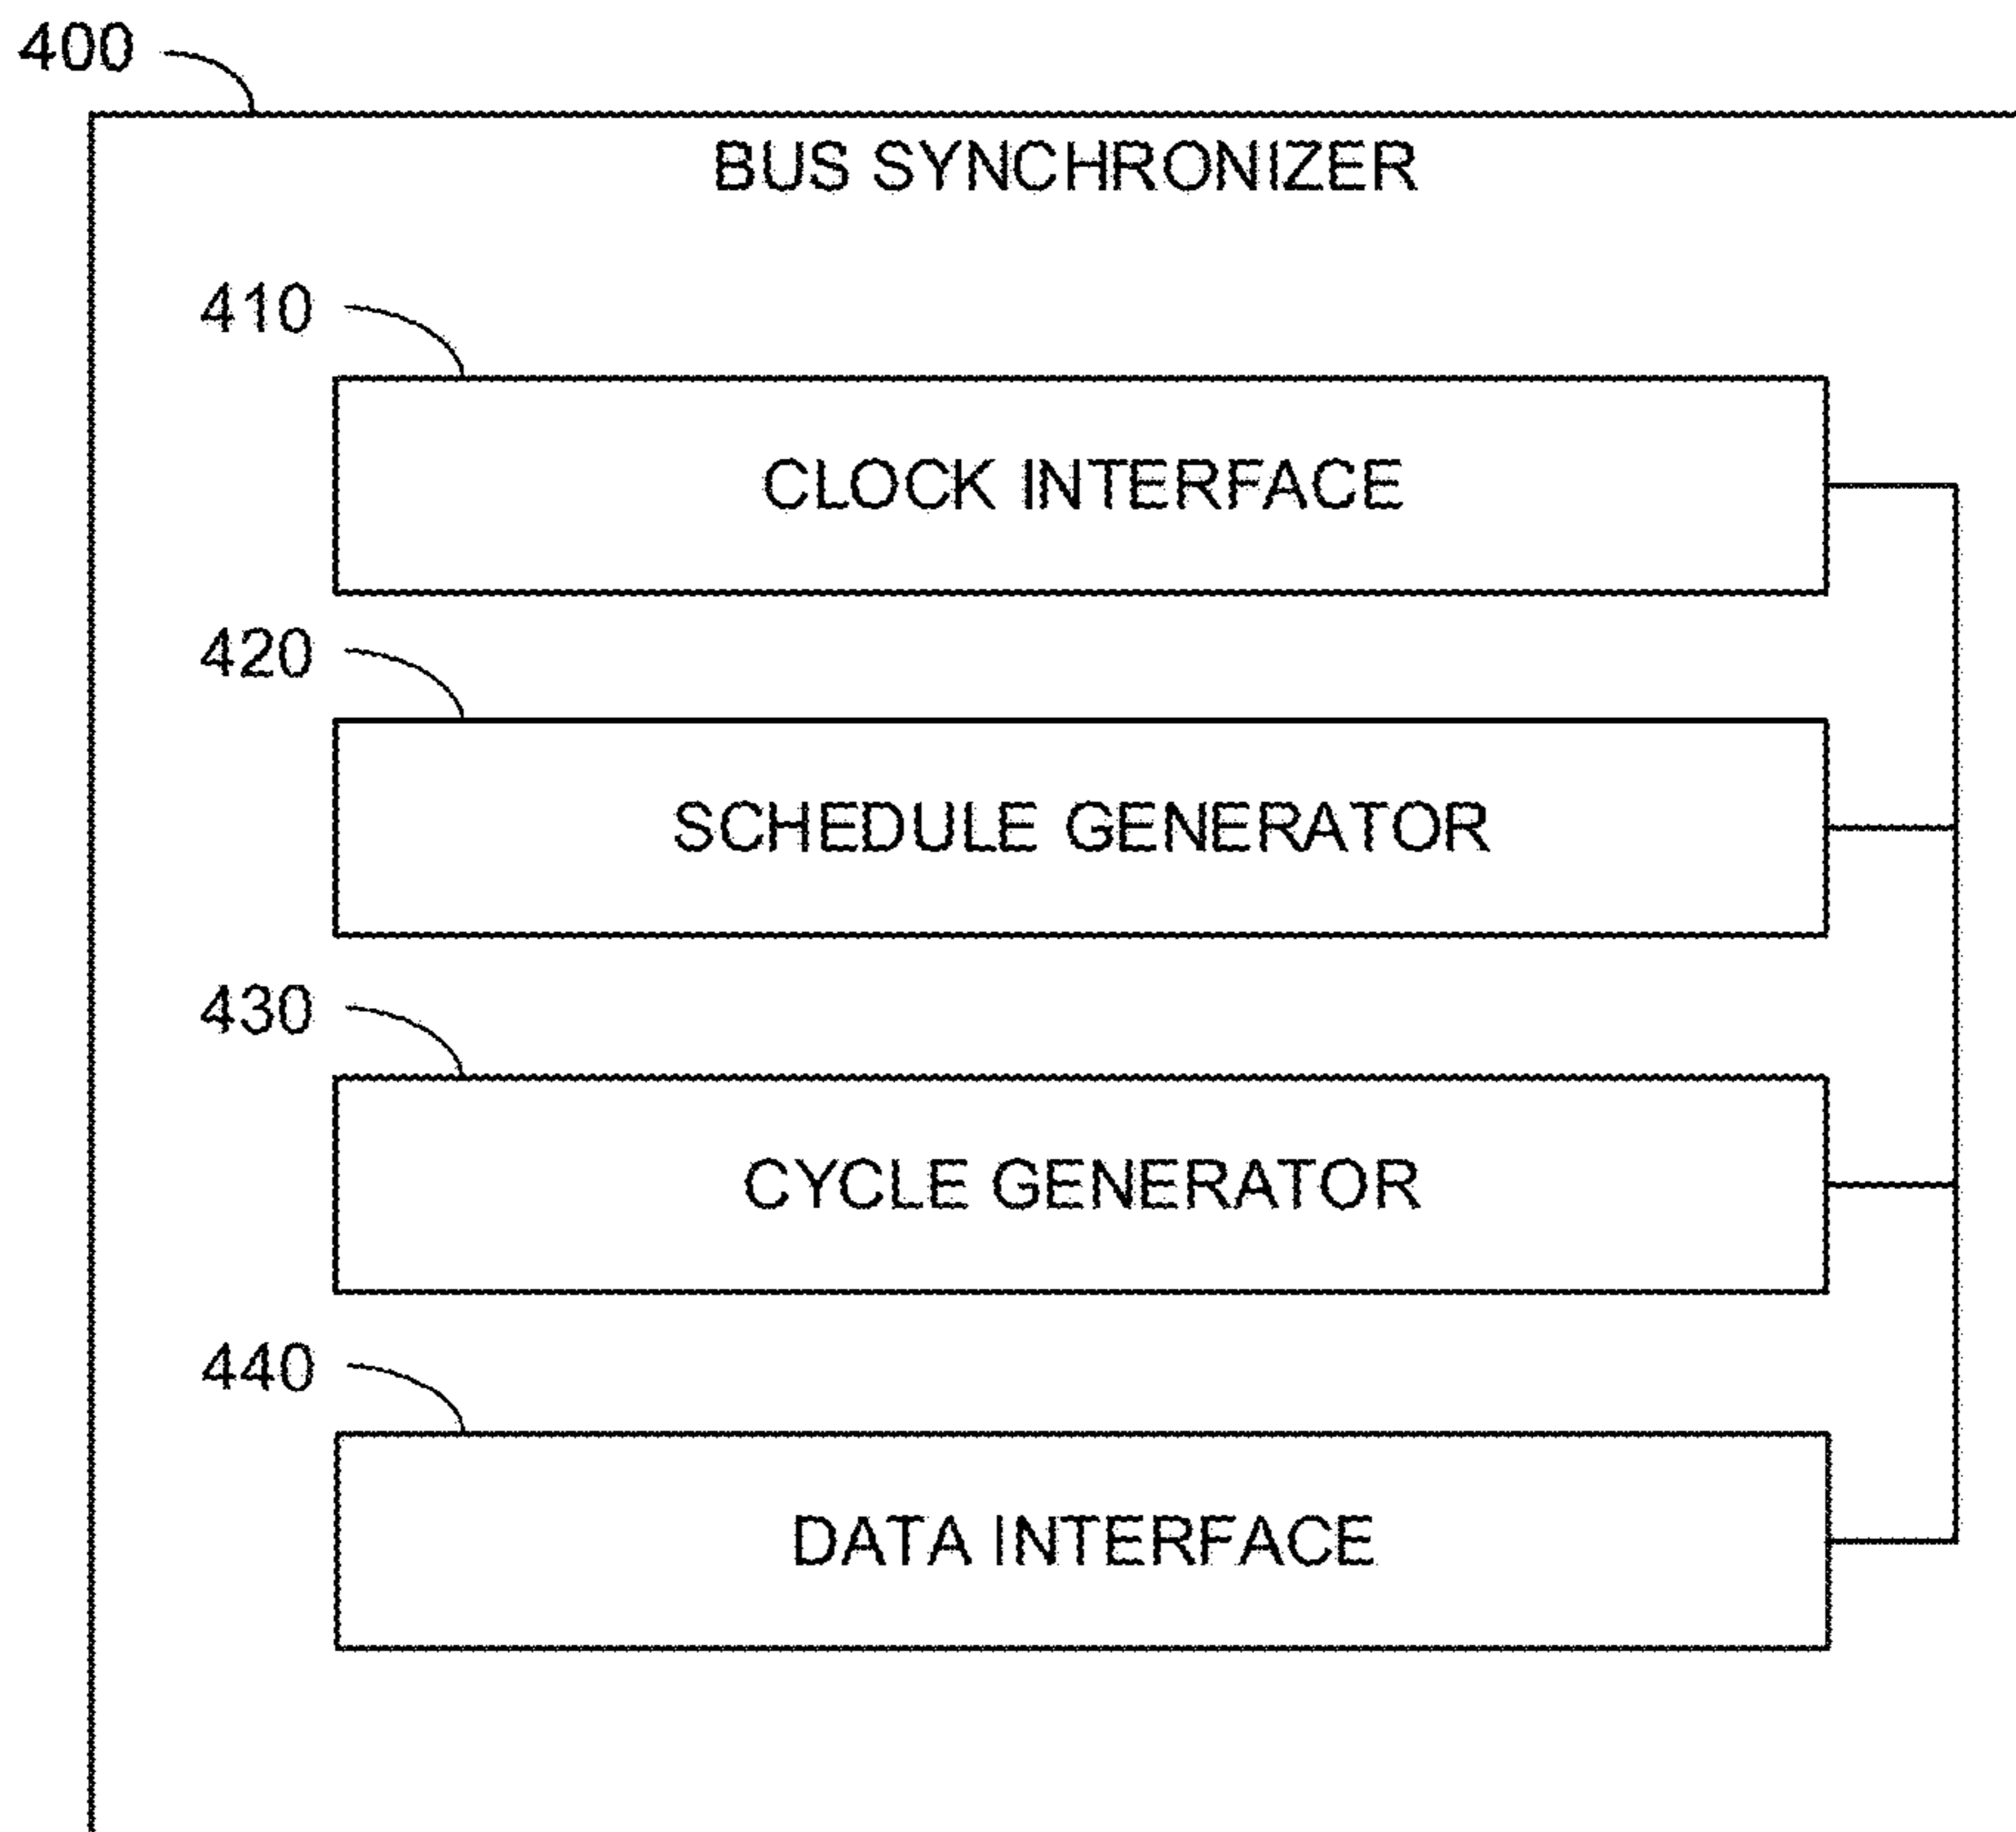 400
BUS SYNCHRONIZER
410
CLOCK INTERFACE
420
SCHEDULE GENERATOR
430
CYCLE GENERATOR
440
DATA INTERFACE